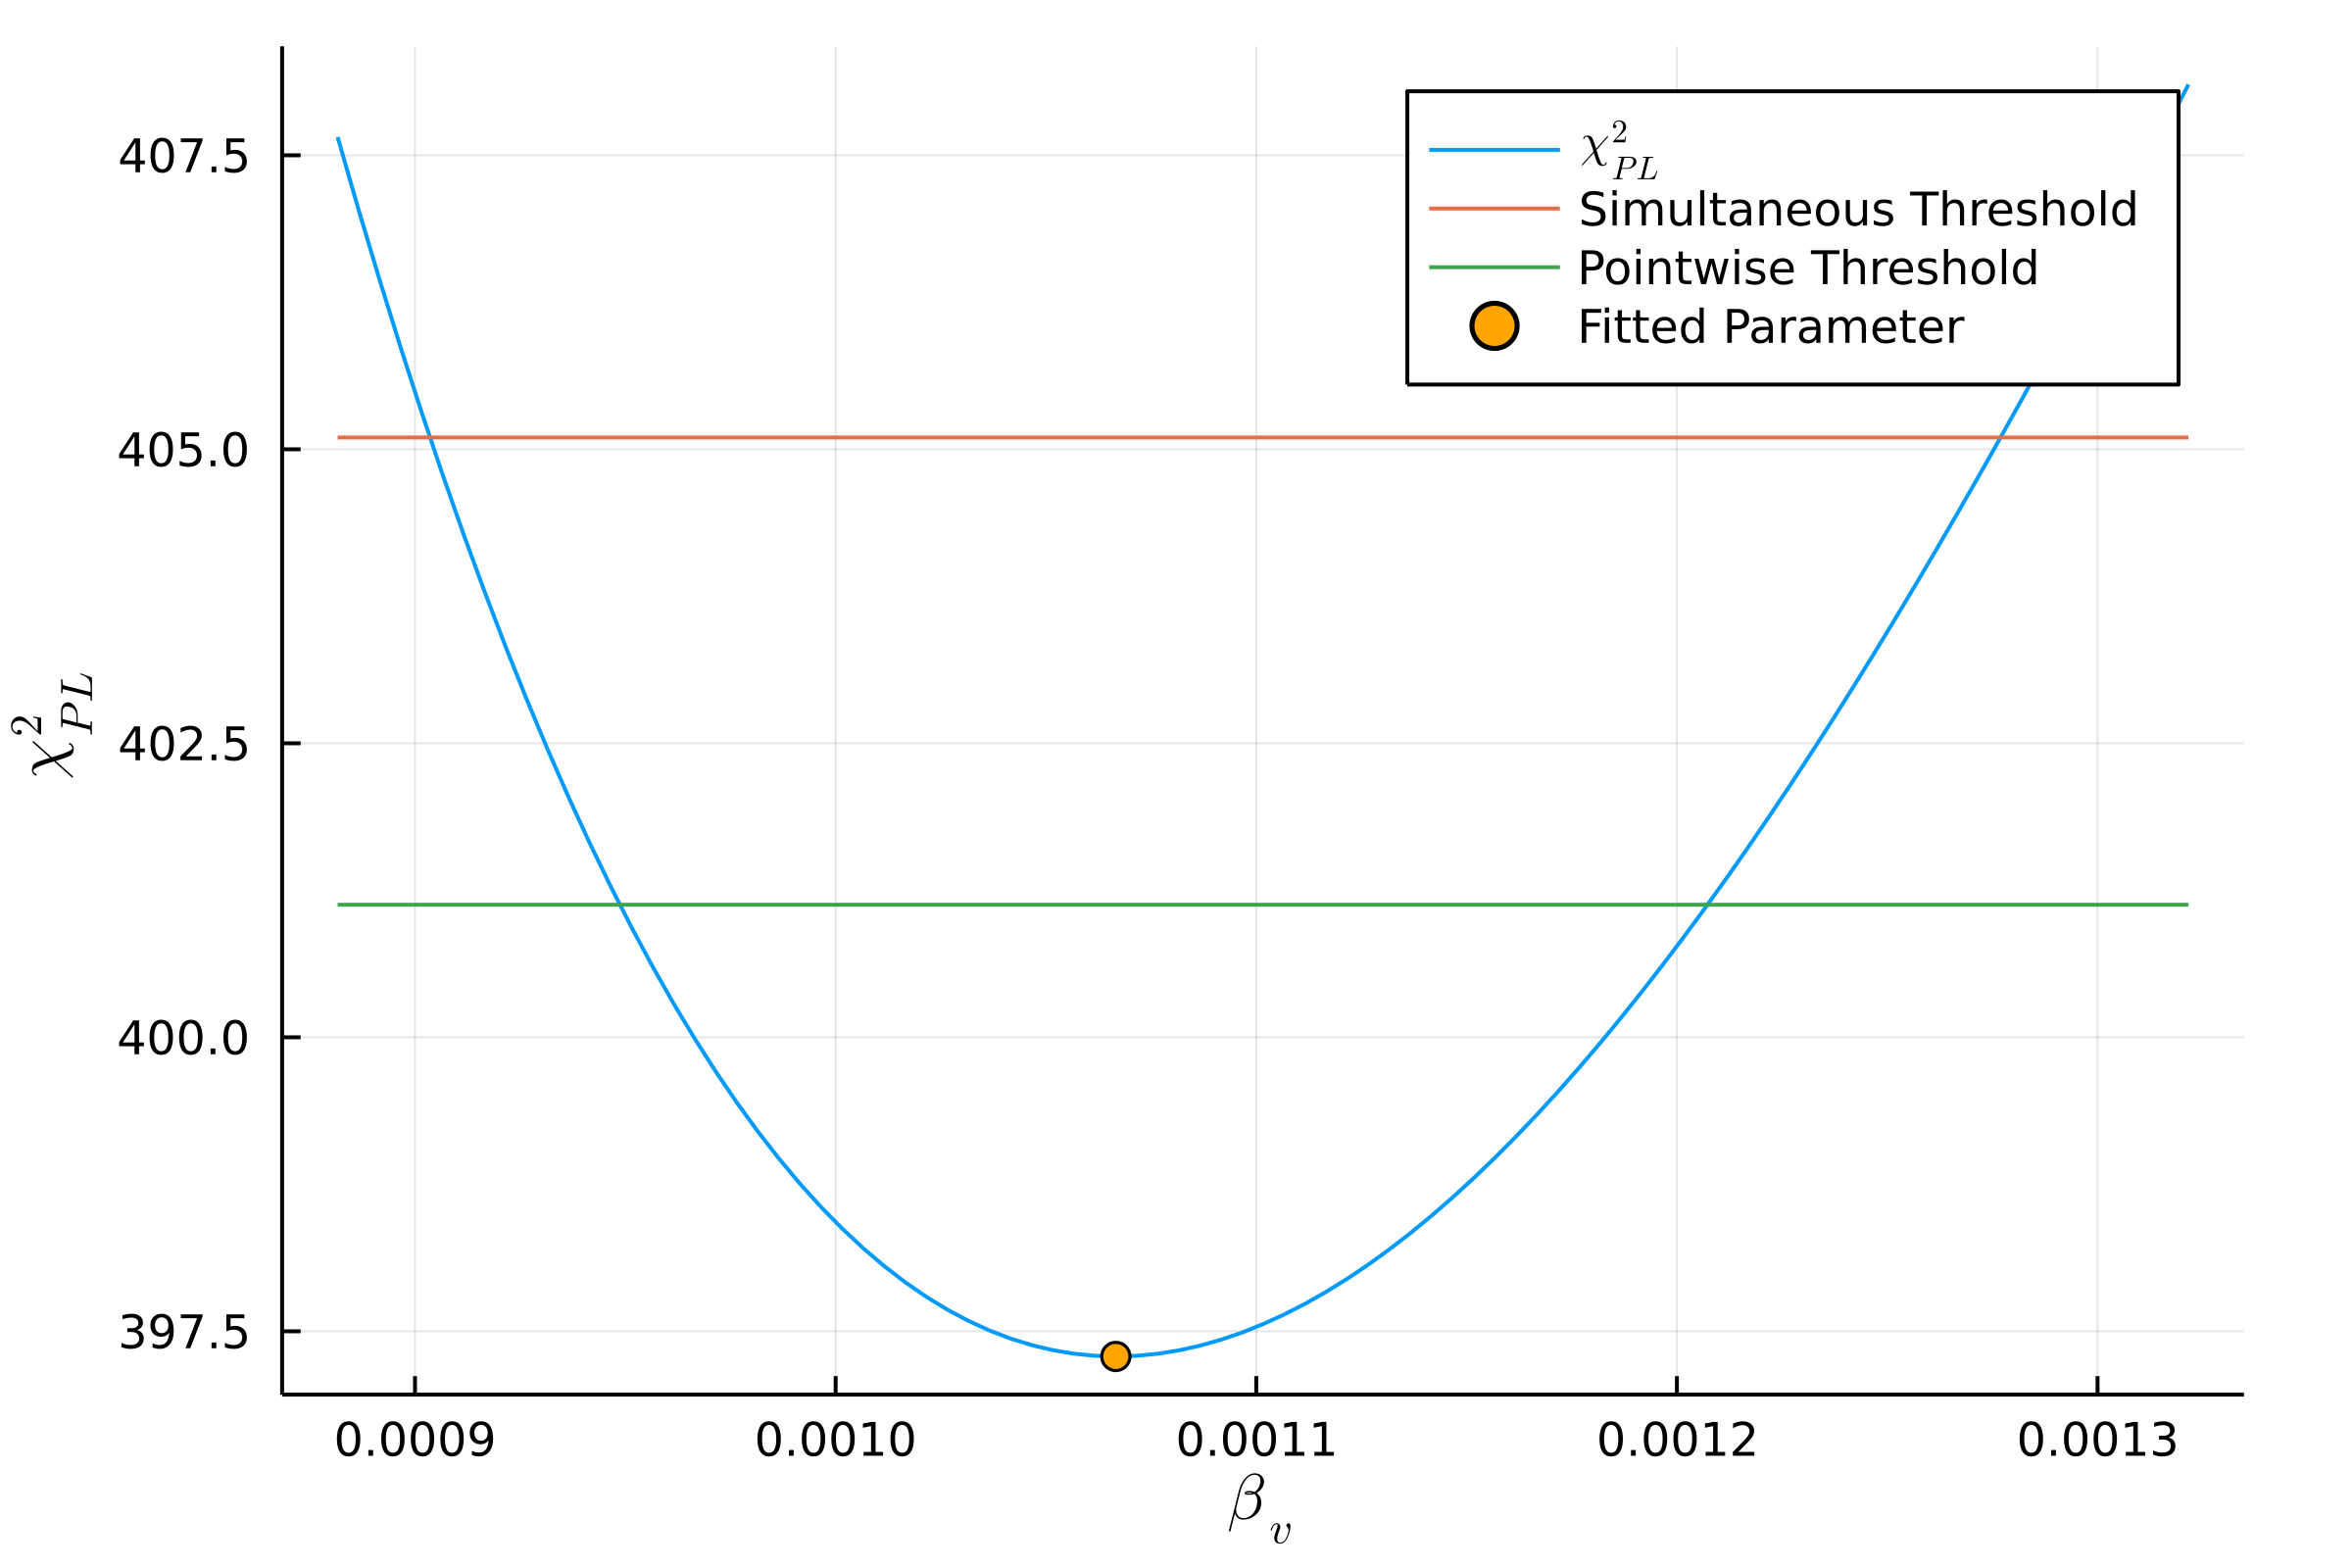 χ²_PL
Simultaneous Threshold
Pointwise Threshold
Fitted Parameter
407.5
405.0
402.5
400.0
397.5
χ²_PL
0.0009 0.0010 0.0011 0.0012 0.0013
β_v